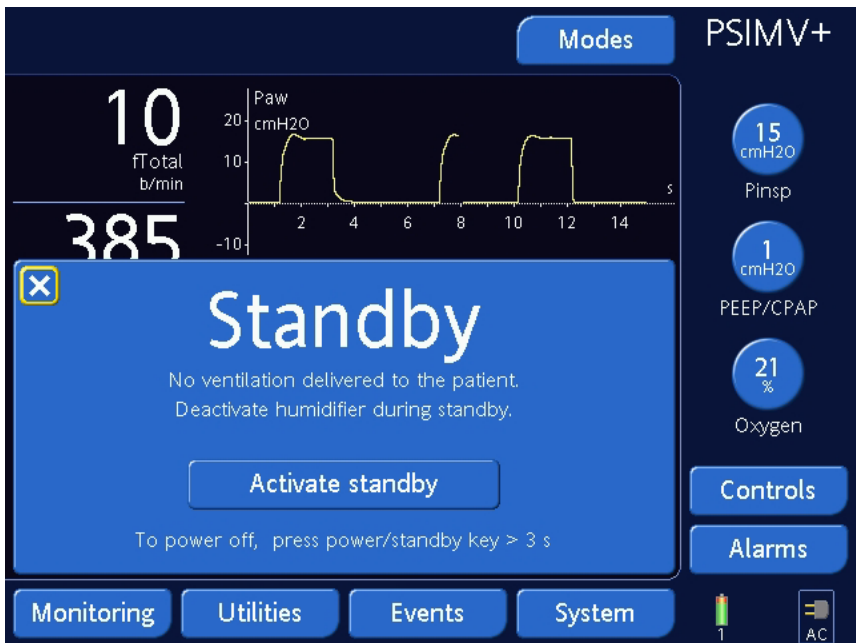 Modes
PSIMV+
10
fTotal
b/min
Paw
cmH2O
20
10
-10
2
4
6
8
10
12
14
s
385
15
cmH2O
Pinsp
1
cmH2O
PEEP/CPAP
21
%
Oxygen
Standby
No ventilation delivered to the patient.
Deactivate humidifier during standby.
Activate standby
To power off, press power/standby key > 3 s
Controls
Alarms
Monitoring
Utilities
Events
System
1
AC